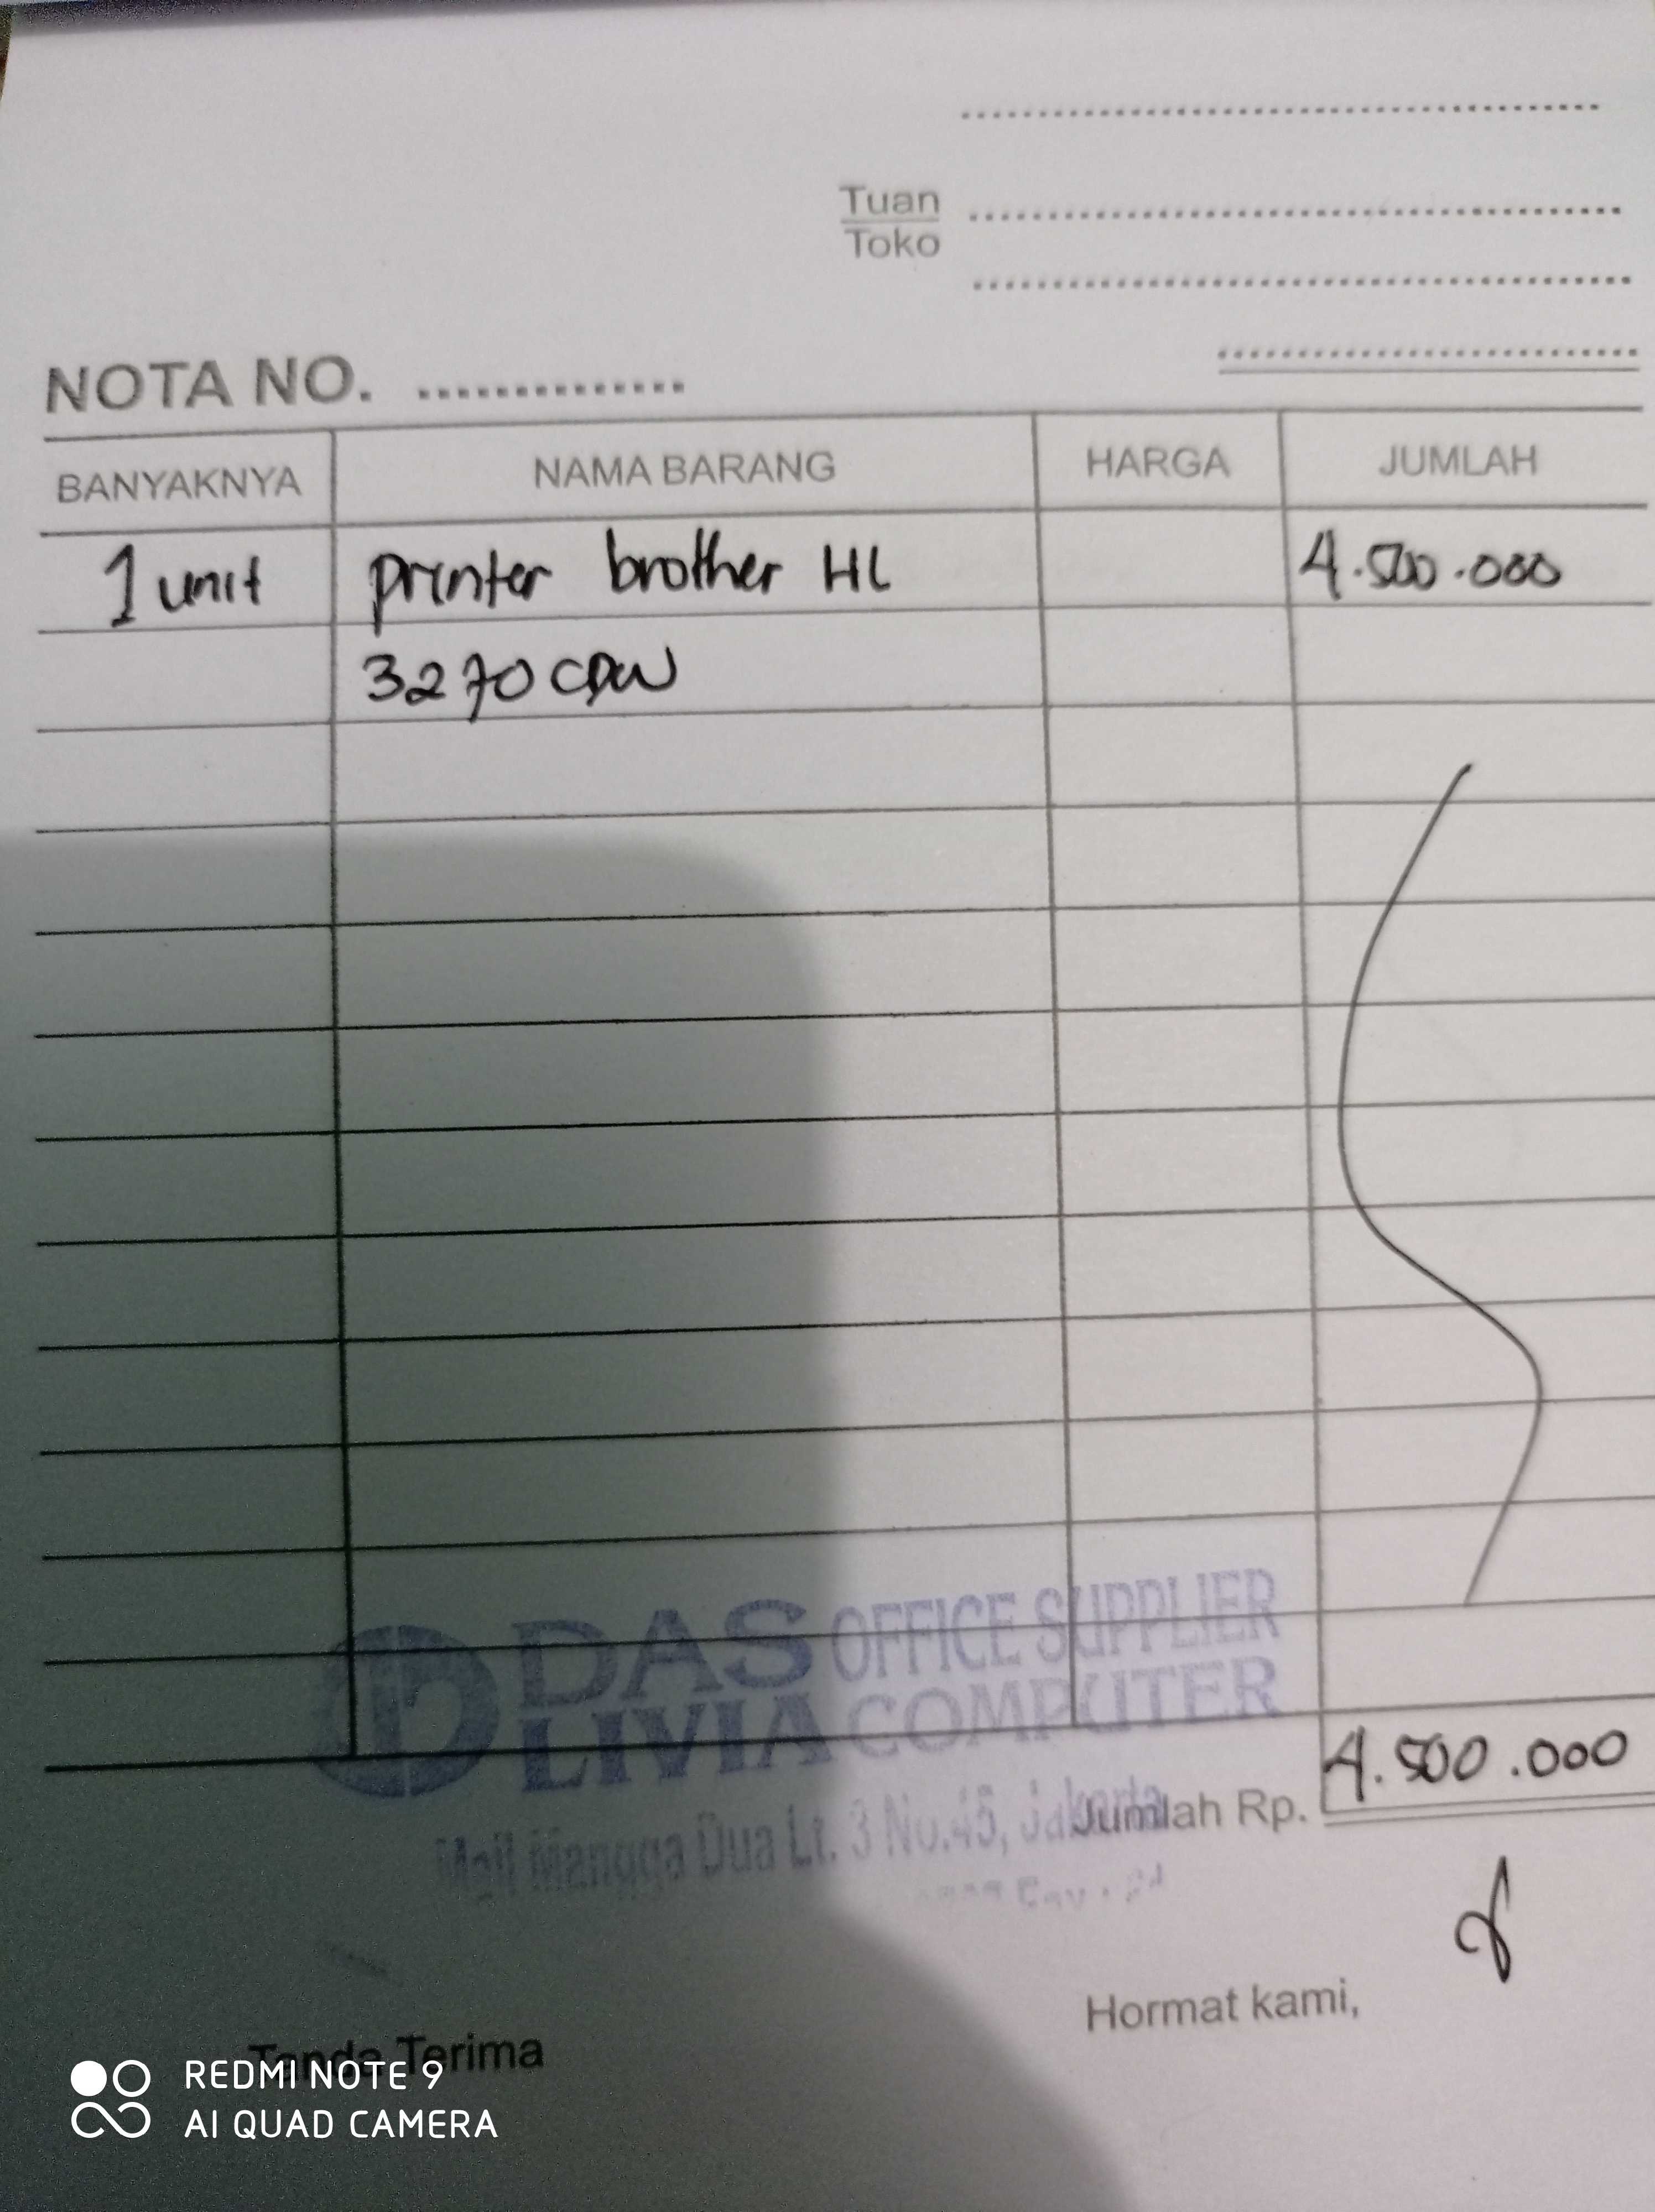 Tuan
Toko
NOTA NO.
BANYAKNYA NAMA BARANG HARGA JUMLAH
1 unit printer brother HL 4.500.000
3270 CDW
DAS OFFICE SUPPLIER
LIVIA COMPUTER
Mall Mangga Dua Lt. 3 No.45, Jakarta
Jumlah Rp. 4.500.000
Hormat kami,
Tanda Terima
REDMI NOTE 9
AI QUAD CAMERA